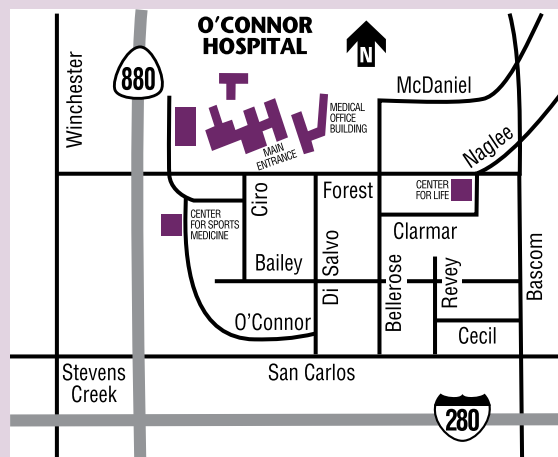 O'CONNOR
HOSPITAL
N
880
Winchester
McDaniel
MEDICAL
OFFICE
BUILDING
MAIN
ENTRANCE
Naglee
Ciro
Forest
CENTER
FOR LIFE
CENTER
FOR SPORTS
MEDICINE
Clarmar
Bailey
Di Salvo
Bellerose
Revey
Bascom
O'Connor
Cecil
Stevens
Creek
San Carlos
280